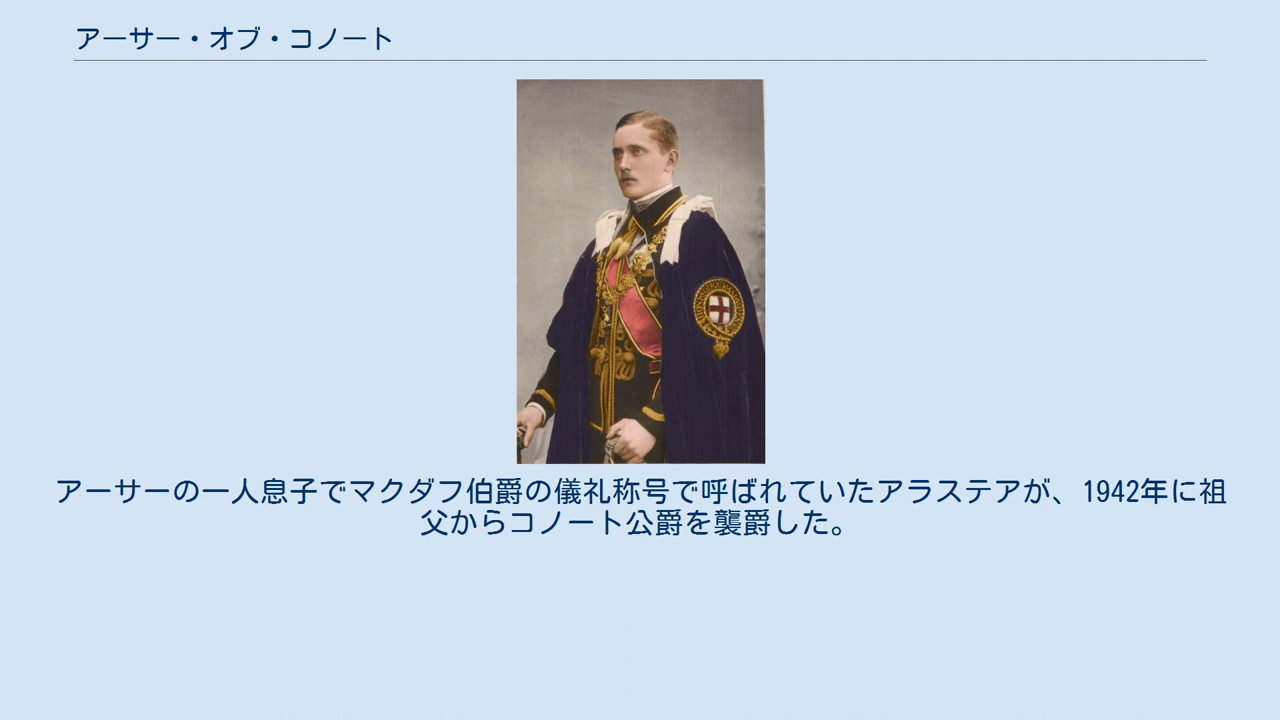 アーサー・オブ・コノート
アーサーの一人息子でマクダフ伯爵の儀礼称号で呼ばれていたアラステアが、1942年に祖
父からコノート公爵を襲爵した。